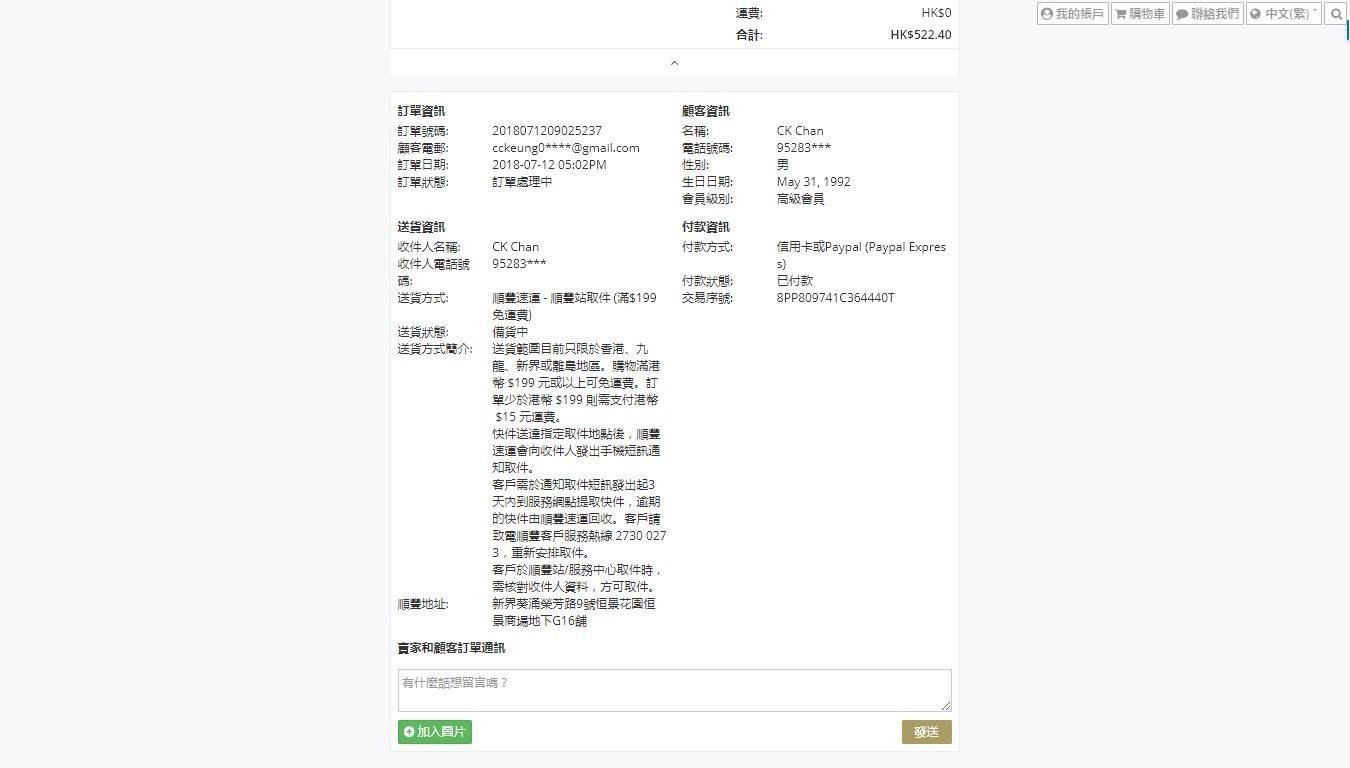 我的帳戶 購物車 聯絡我們 中文(繁)
運費: HK$0
合計: HK$522.40
訂單資訊
訂單號碼: 2018071209025237
顧客電郵: cckeung0****@gmail.com
訂單日期: 2018-07-12 05:02PM
訂單狀態: 訂單處理中
顧客資訊
名稱: CK Chan
電話號碼: 95283***
性別: 男
生日日期: May 31, 1992
會員級別: 高級會員
送貨資訊
收件人名稱: CK Chan
收件人電話號 95283***
碼:
送貨方式: 順豐速運 - 順豐站取件 (滿$199
免運費)
送貨狀態: 備貨中
送貨方式簡介: 送貨範圍目前只限於香港、九
龍、新界或離島地區。購物滿港
幣 $199 元或以上可免運費。訂
單少於港幣 $199 則需支付港幣
$15 元運費。
快件送達指定取件地點後，順豐
速運會向收件人發出手機短訊通
知取件。
客戶需於通知取件短訊發出起3
天內到服務網點提取快件，逾期
的快件由順豐速運回收。客戶請
致電順豐客戶服務熱線 2730 027
3，重新安排取件。
客戶於順豐站/服務中心取件時，
需核對收件人資料，方可取件。
順豐地址: 新界葵涌榮芳路9號恒景花園恒
景商場地下G16舖
付款資訊
付款方式: 信用卡或Paypal (Paypal Expres
s)
付款狀態: 已付款
交易序號: 8PP809741C364440T
賣家和顧客訂單通訊
有什麼話想留言嗎？
加入圖片
發送